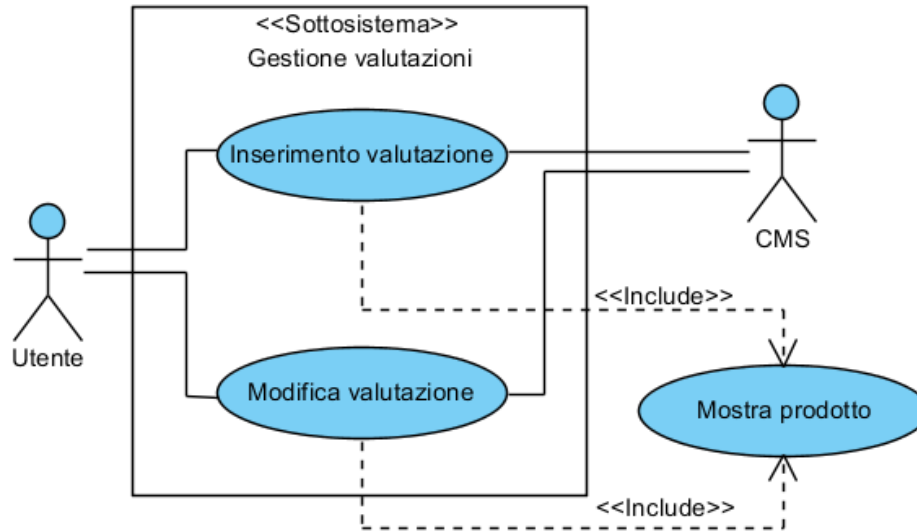 <<Sottosistema>>
Gestione valutazioni
Inserimento valutazione
CMS
Utente
<<Include>>
Modifica valutazione
Mostra prodotto
<<Include>>